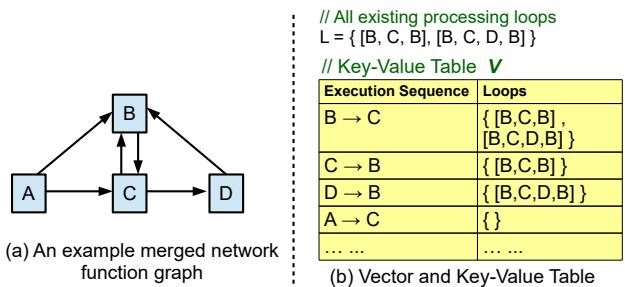 B
A
C
D
(a) An example merged network
function graph
// All existing processing loops
L = { [B, C, B], [B, C, D, B] }
// Key-Value Table V
Execution Sequence Loops
B → C { [B,C,B] ,
[B,C,D,B] }
C → B { [B,C,B] }
D → B { [B,C,D,B] }
A → C { }
... ... ... ...
(b) Vector and Key-Value Table